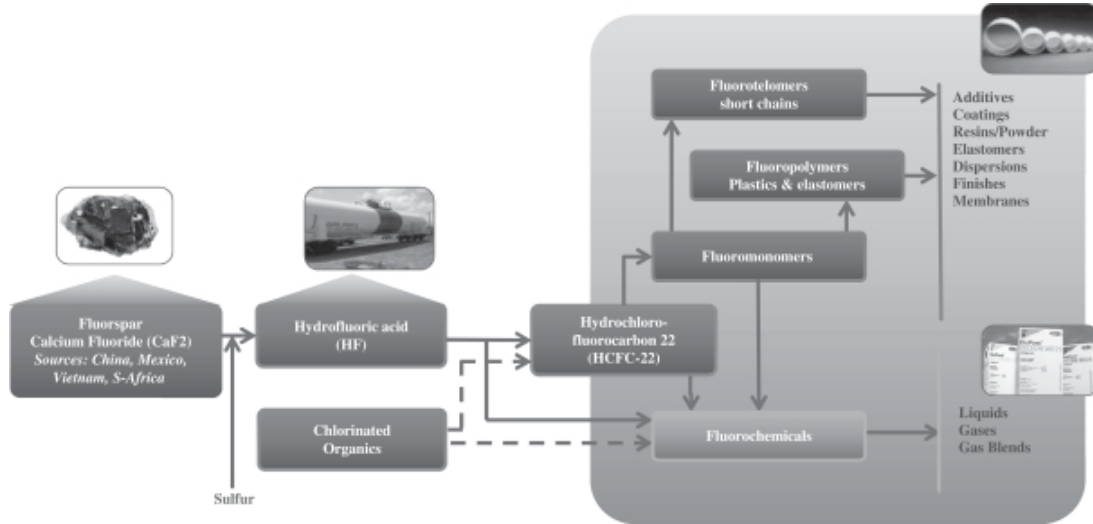 Fluorotelomers
short chains
Additives
Coatings
Resins/Powder
Elastomers
Dispersions
Finishes
Membranes
Fluoropolymers
Plastics & elastomers
Fluoromonomers
Fluorspar
Calcium Fluoride (CaF2)
Sources: China, Mexico,
Vietnam, S-Africa
Hydrofluoric acid
(HF)
Hydrochloro-
fluorocarbon 22
(HCFC-22)
Chlorinated
Organics
Fluorochemicals
Liquids
Gases
Gas Blends
Sulfur